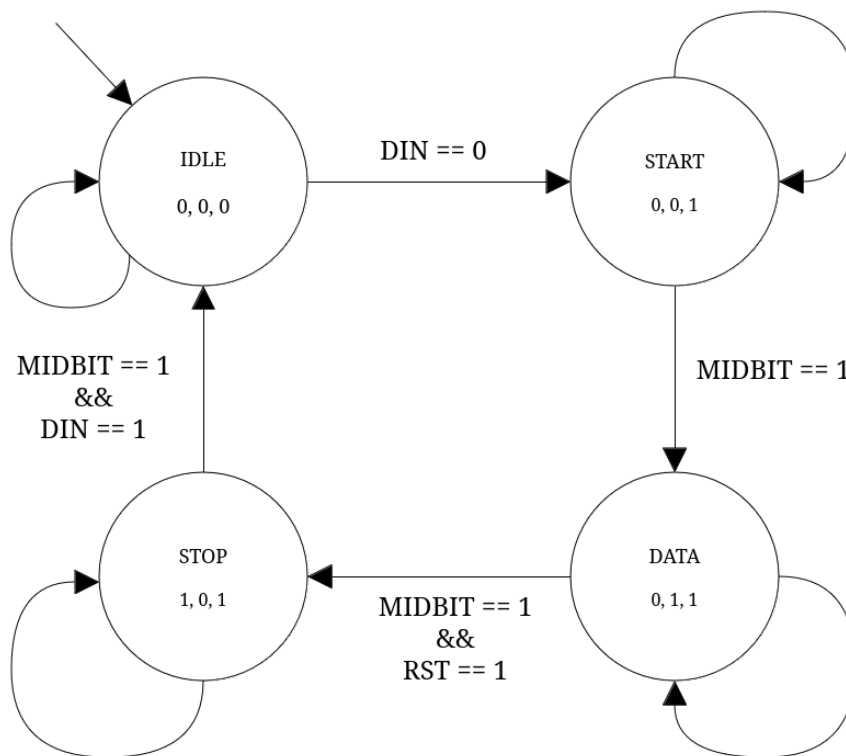 IDLE
0, 0, 0
DIN == 0
START
0, 0, 1
MIDBIT == 1
&&
DIN == 1
MIDBIT == 1
STOP
1, 0, 1
MIDBIT == 1
&&
RST == 1
DATA
0, 1, 1